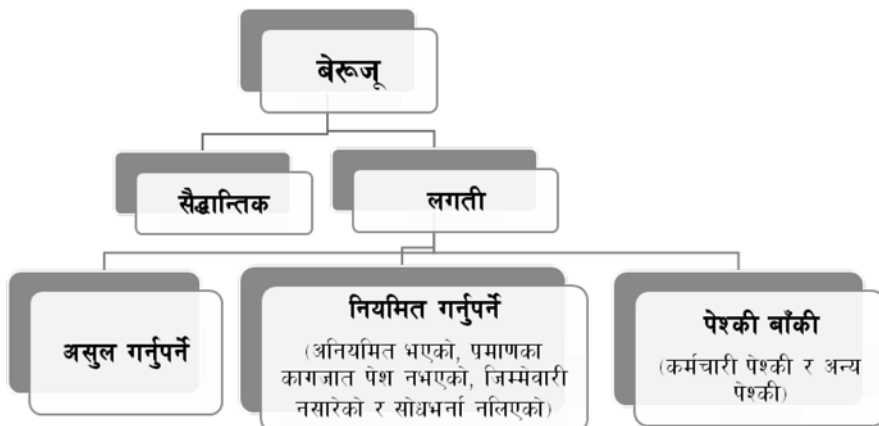 बेरूजू
सैद्धान्तिक
लगती
असुल गर्नुपर्ने
नियमित गर्नुपर्ने
(अनियमित भएको, प्रमाणका
कागजात पेश नभएको, जिम्मेवारी
नसारेको र सोधभर्ना नलिएको)
पेश्की बाँकी
(कर्मचारी पेश्की र अन्य
पेश्की)